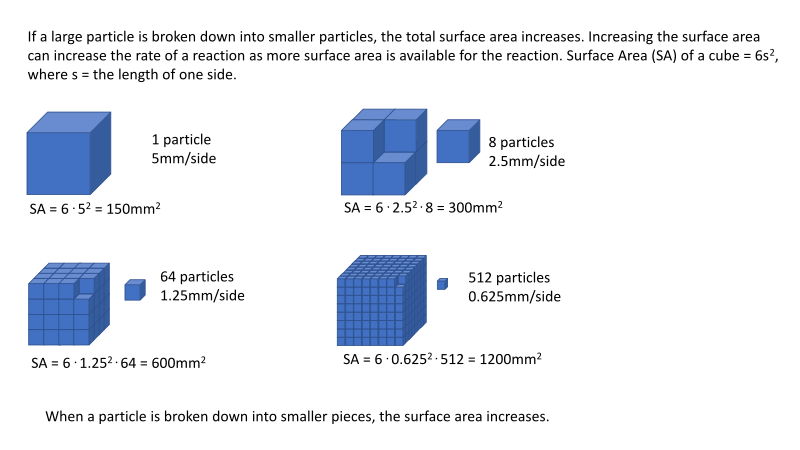 If a large particle is broken down into smaller particles, the total surface area increases. Increasing the surface area
can increase the rate of a reaction as more surface area is available for the reaction. Surface Area (SA) of a cube = 6s²,
where s = the length of one side.
1 particle
5mm/side
SA = 6 · 5² = 150mm²
8 particles
2.5mm/side
SA = 6 · 2.5² · 8 = 300mm²
64 particles
1.25mm/side
SA = 6 · 1.25² · 64 = 600mm²
512 particles
0.625mm/side
SA = 6 · 0.625² · 512 = 1200mm²
When a particle is broken down into smaller pieces, the surface area increases.